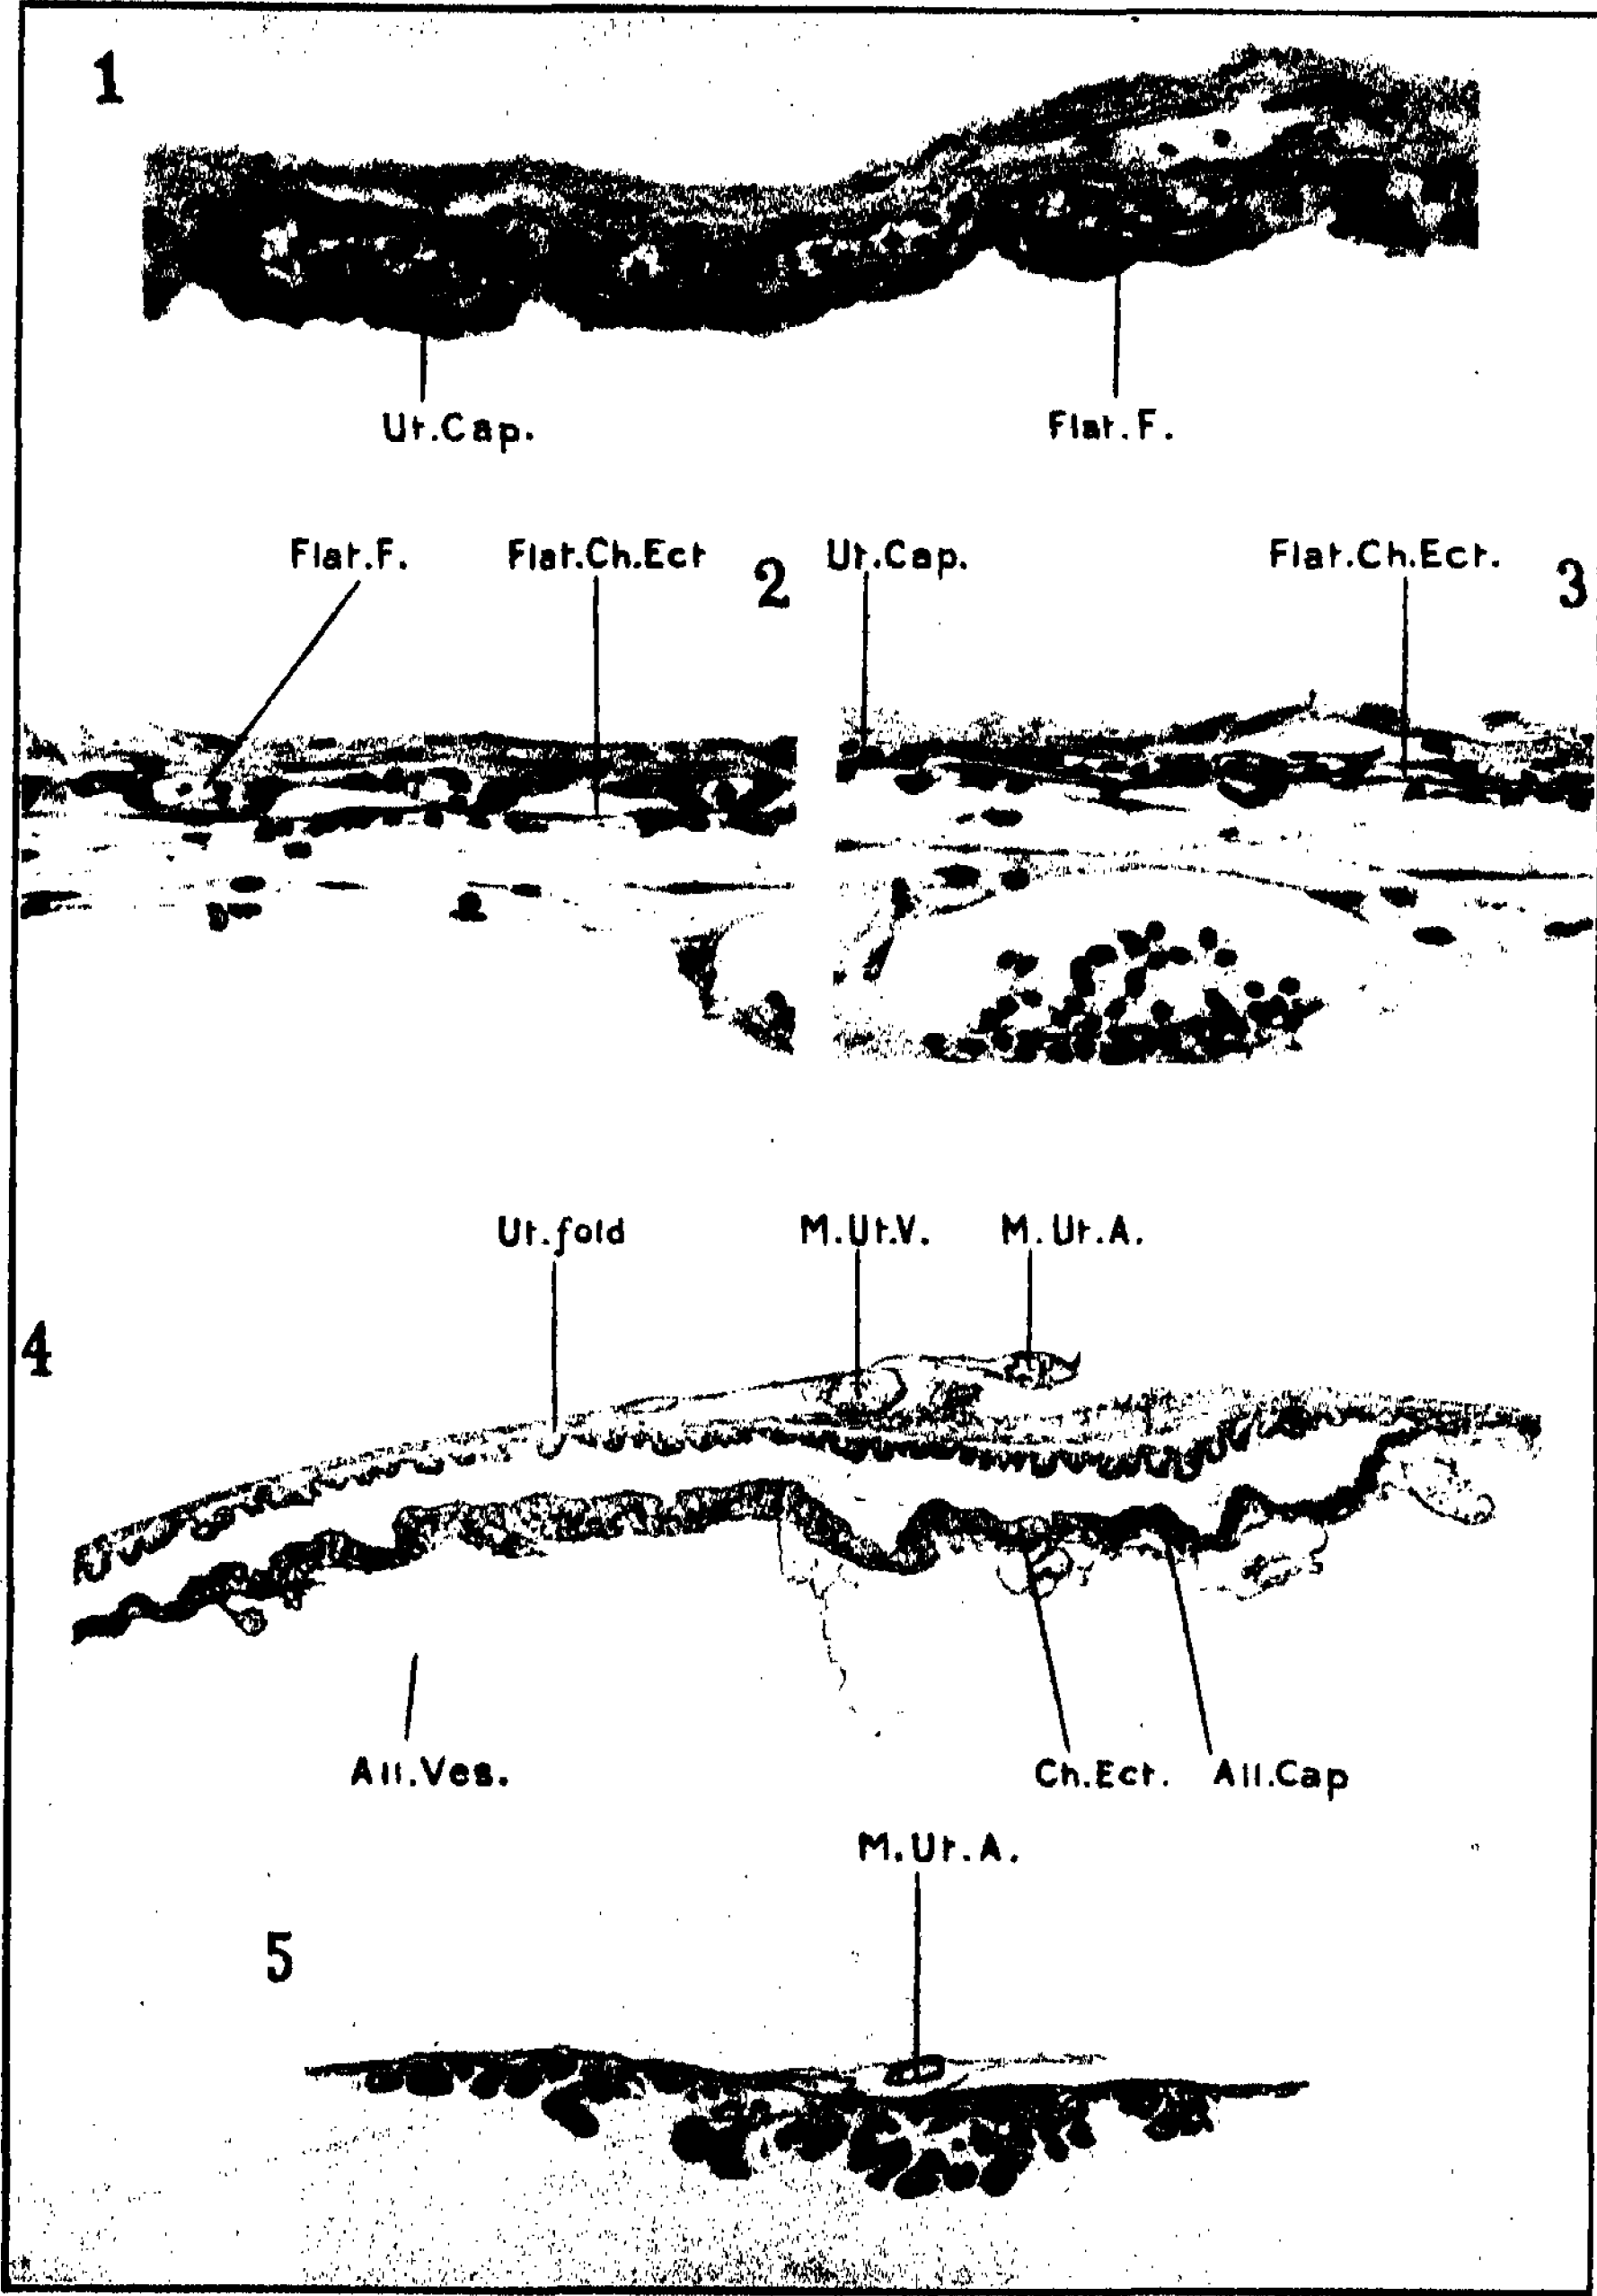 1
Ut.Cap. Flat.F.
Flat.F. Flat.Ch.Ect 2 Ut.Cap. Flat.Ch.Ect. 3
Ut.fold M.Ut.V. M.Ut.A.
4
All.Ves. Ch.Ect. All.Cap
M.Ut.A.
5